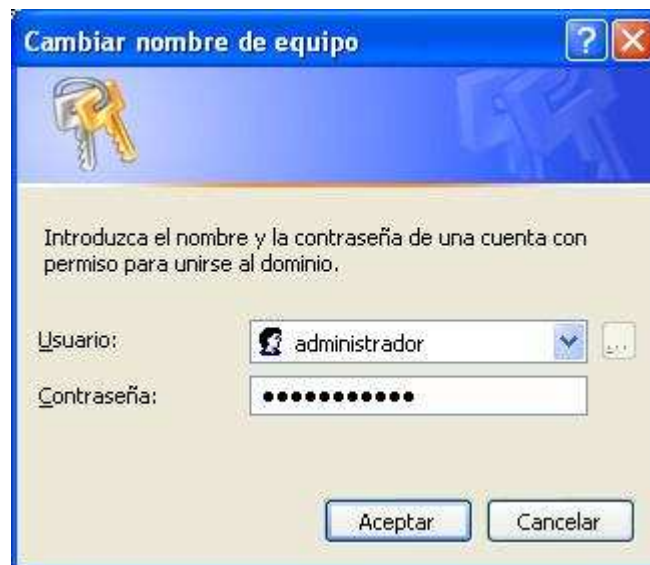 Cambiar nombre de equipo
Introduzca el nombre y la contraseña de una cuenta con
permiso para unirse al dominio.
Usuario: administrador ...
Contraseña: ●●●●●●●●●●●
Aceptar Cancelar